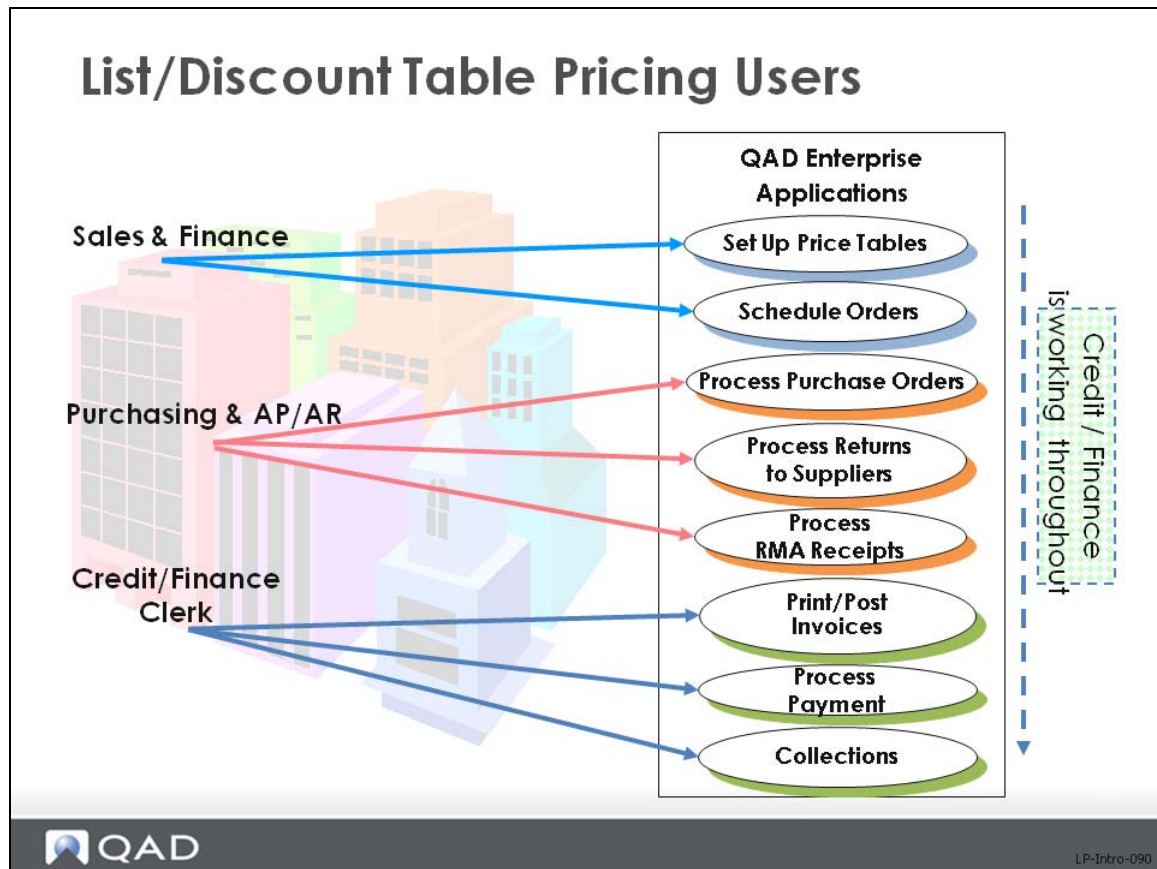 List/Discount Table Pricing Users
QAD Enterprise
Applications
Sales & Finance
Set Up Price Tables
Schedule Orders
Purchasing & AP/AR
Process Purchase Orders
Process Returns
to Suppliers
Process
RMA Receipts
Credit/Finance
Clerk
Print/Post
Invoices
Process
Payment
Collections
Credit / Finance
is working throughout
QAD
LP-Intro-090